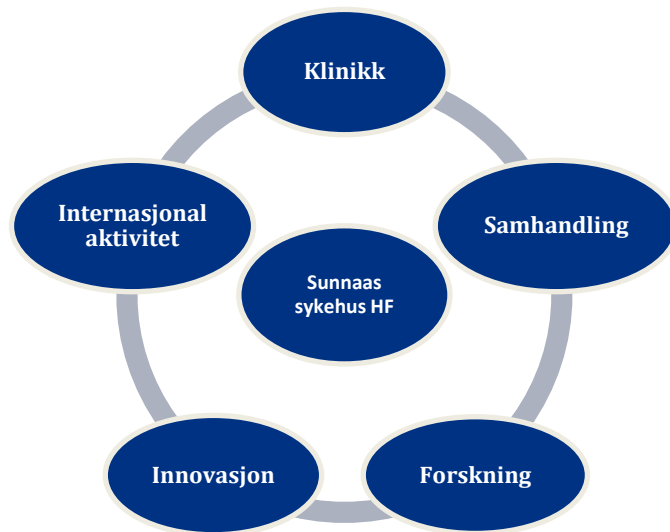 Klinikk
Internasjonal
aktivitet
Samhandling
Sunnaas
sykehus HF
Innovasjon
Forskning